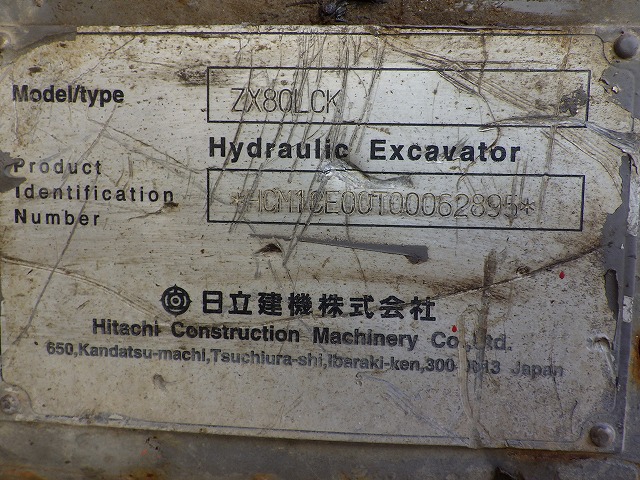 Model/type
ZX80LCK
Hydraulic Excavator
Product
Identification
Number
*HCM1CE00T00062895*
日立建機株式会社
Hitachi Construction Machinery Co.,Ltd.
650,Kandatsu-machi,Tsuchiura-shi,Ibaraki-ken,300-0013 Japan